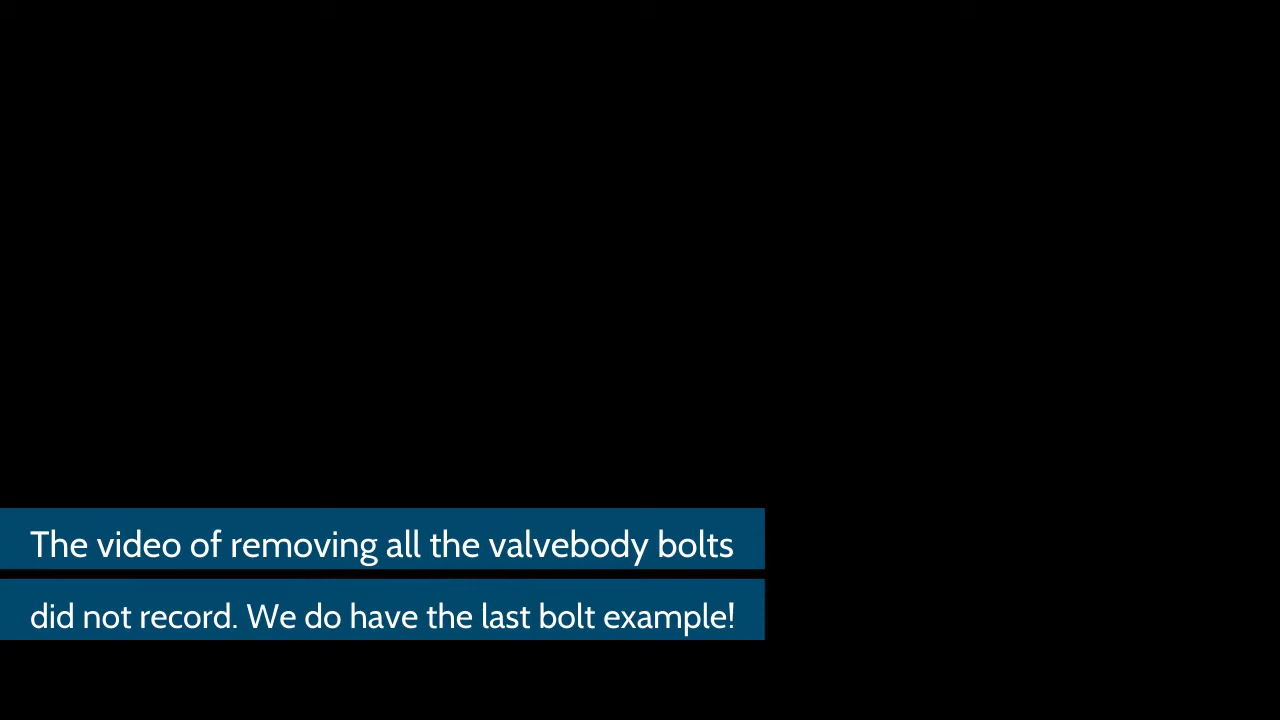 The video of removing all the valvebody bolts
did not record. We do have the last bolt example!